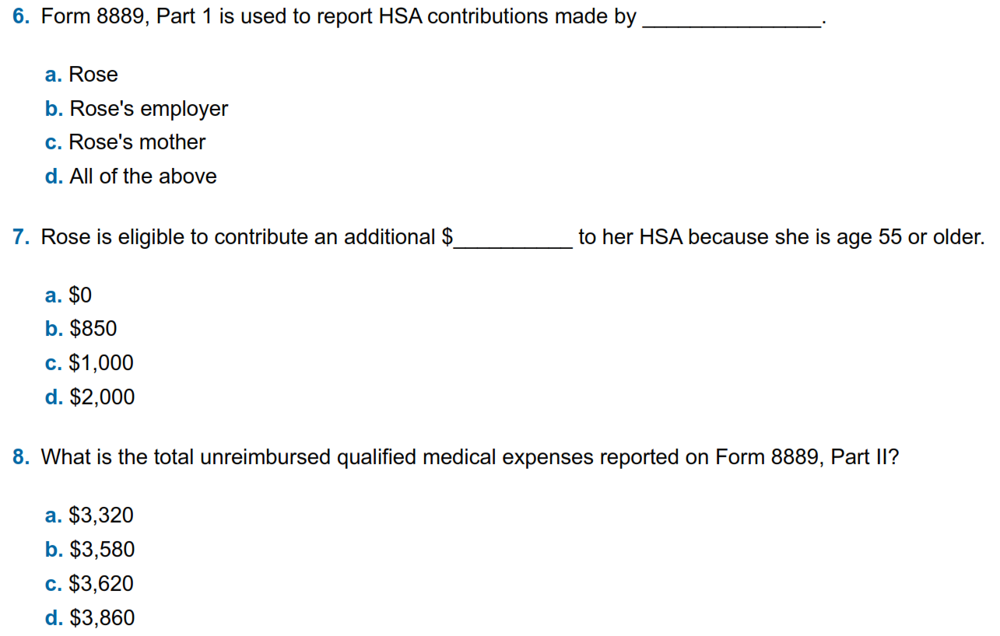 6. Form 8889, Part 1 is used to report HSA contributions made by _______________.
a. Rose
b. Rose's employer
c. Rose's mother
d. All of the above
7. Rose is eligible to contribute an additional $__________ to her HSA because she is age 55 or older.
a. $0
b. $850
c. $1,000
d. $2,000
8. What is the total unreimbursed qualified medical expenses reported on Form 8889, Part II?
a. $3,320
b. $3,580
c. $3,620
d. $3,860